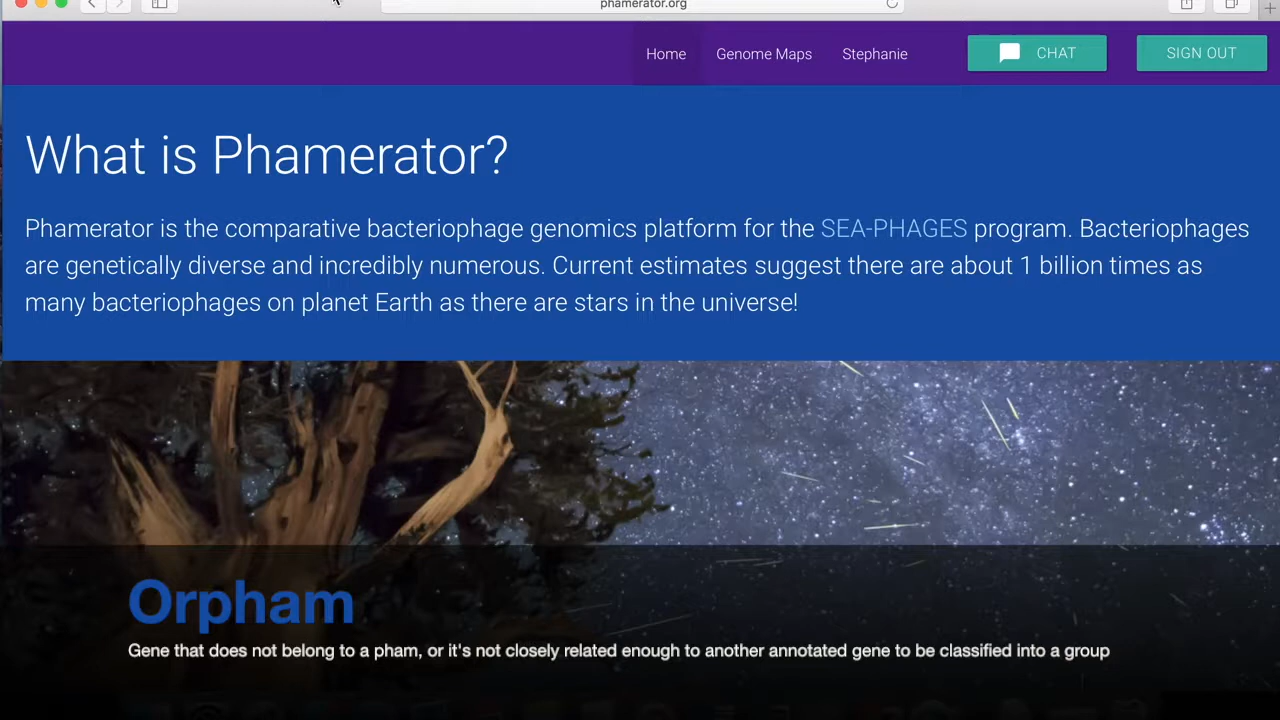 phamerator.org
Home
Genome Maps
Stephanie
CHAT
SIGN OUT
What is Phamerator?
Phamerator is the comparative bacteriophage genomics platform for the SEA-PHAGES program. Bacteriophages
are genetically diverse and incredibly numerous. Current estimates suggest there are about 1 billion times as
many bacteriophages on planet Earth as there are stars in the universe!
Orpham
Gene that does not belong to a pham, or it's not closely related enough to another annotated gene to be classified into a group